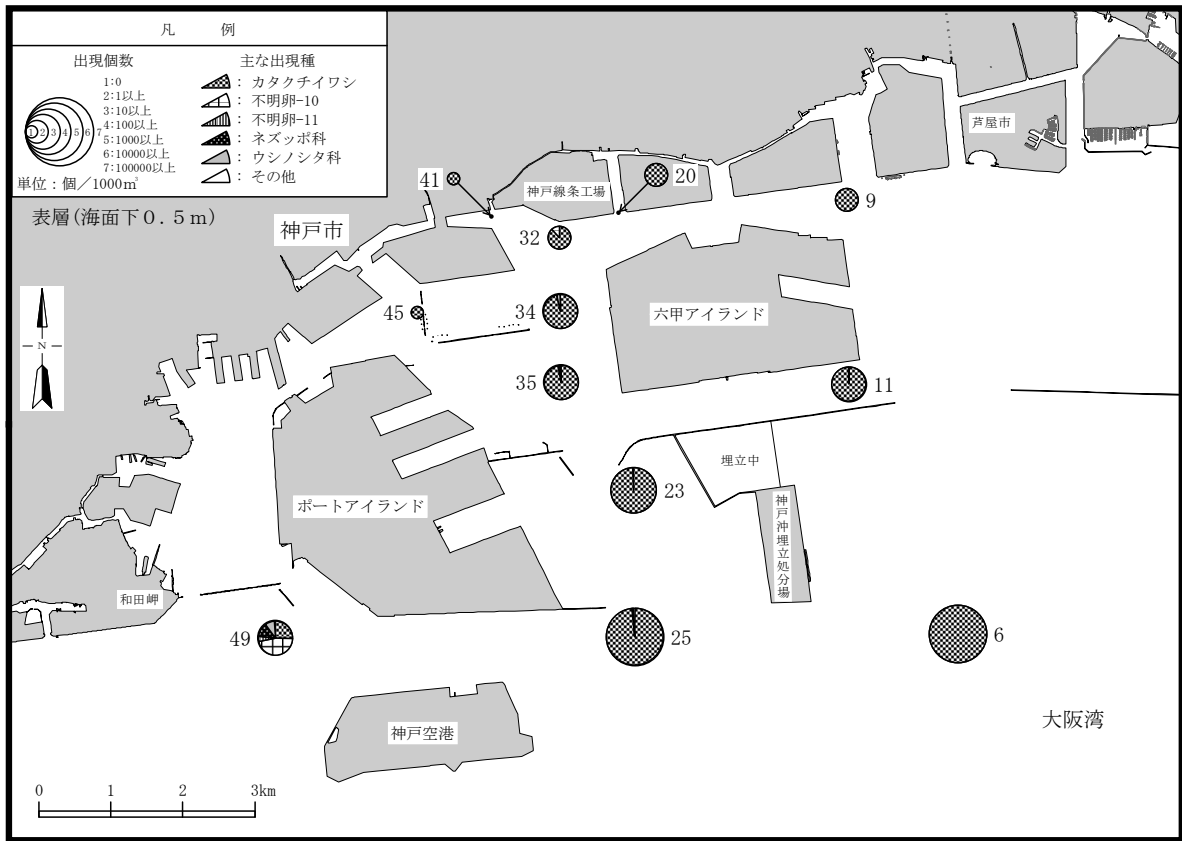 凡 例
出現個数
1:0
2:1以上
3:10以上
4:100以上
5:1000以上
6:10000以上
7:100000以上
1 2 3 4 5 6 7
単位：個／1000m³
主な出現種
：カタクチイワシ
：不明卵-10
：不明卵-11
：ネズッポ科
：ウシノシタ科
：その他
表層(海面下０.５m)
神戸市
芦屋市
41
神戸線条工場
20
9
32
N
45
34
六甲アイランド
35
11
埋立中
23
ポートアイランド
神戸沖埋立処分場
和田岬
49
25
6
神戸空港
大阪湾
0 1 2 3km